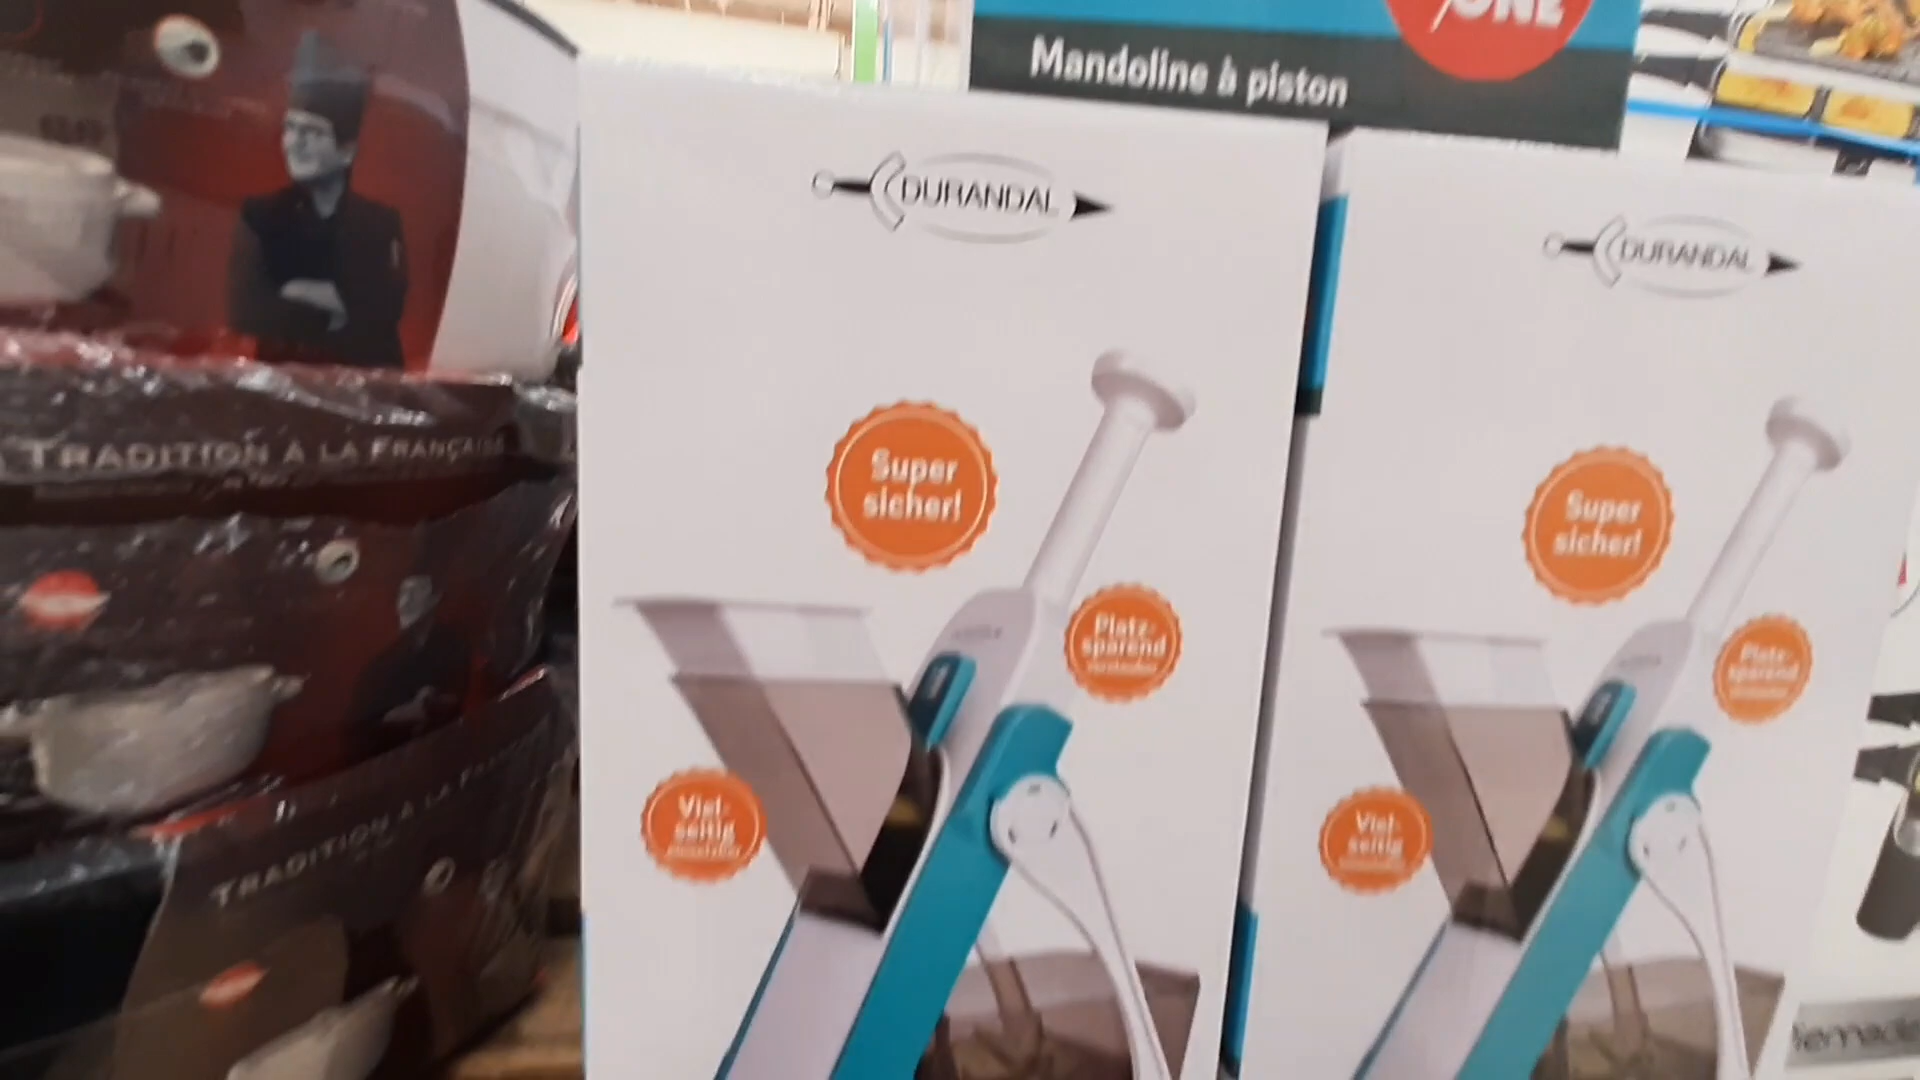 /ONE
Mandoline à piston
DURANDAL
DURANDAL
TRADITION À LA FRANÇAISE
Super
sicher!
Super
sicher!
Platz-
sparend
Platz-
sparend
Viel-
seitig
Viel-
seitig
TRADITION À LA